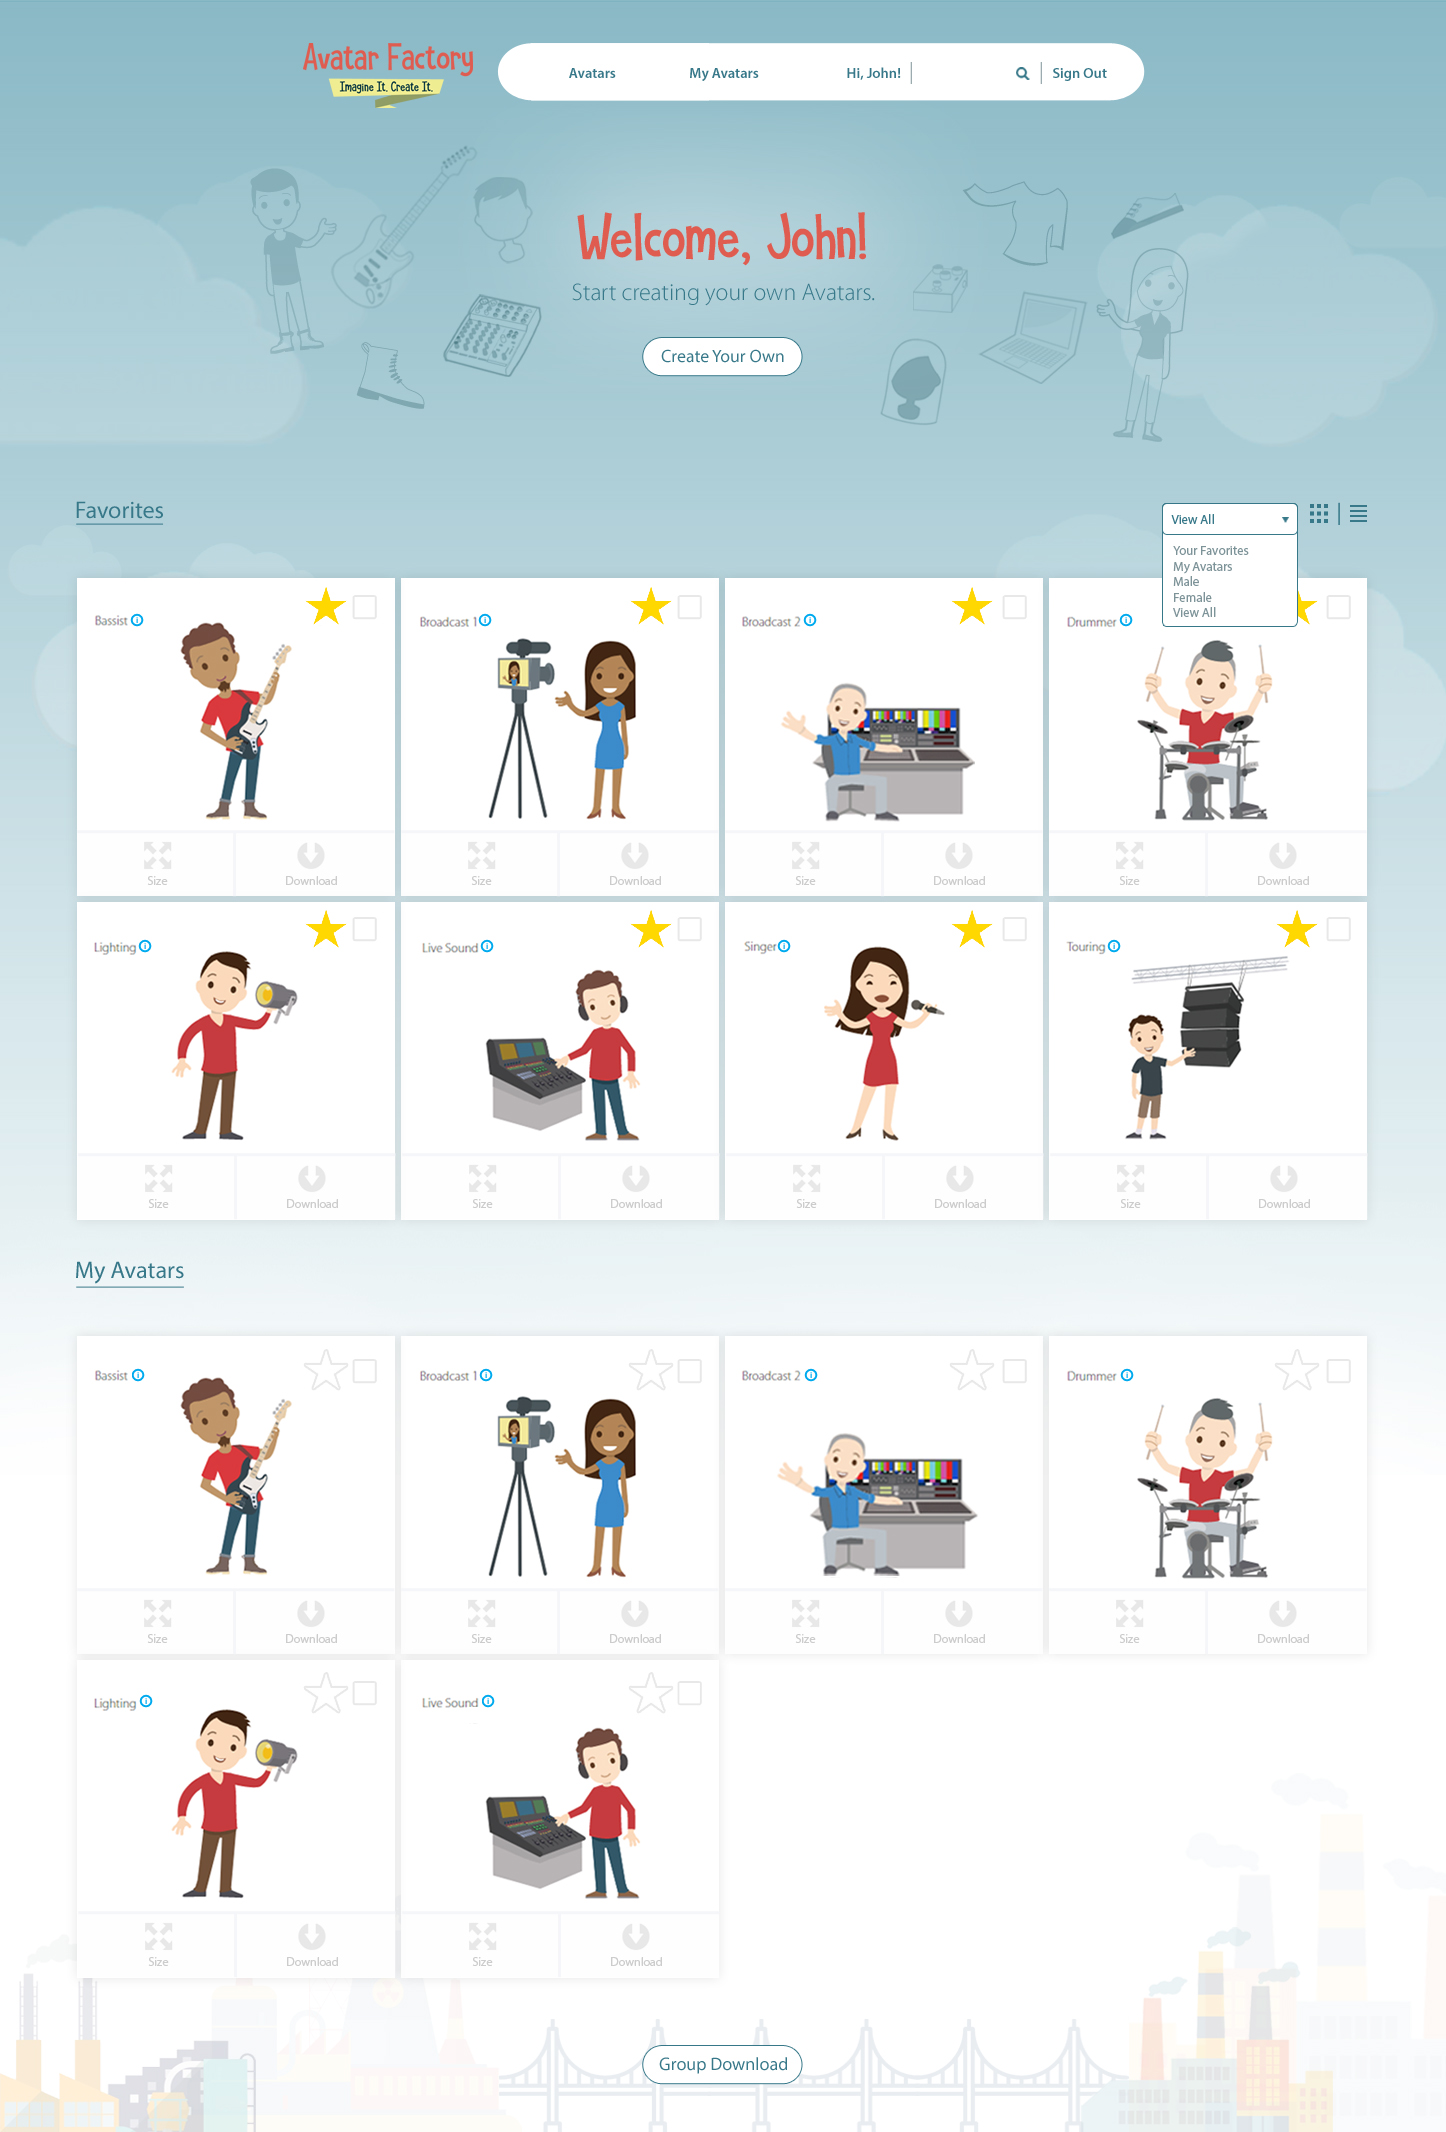 Avatar Factory
Imagine It. Create It.
Avatars
My Avatars
Hi, John!
Sign Out
Welcome, John!
Start creating your own Avatars.
Create Your Own
Favorites
View All
Your Favorites
My Avatars
Male
Female
View All
Bassist
Broadcast 1
Broadcast 2
Drummer
Size
Download
Size
Download
Size
Download
Size
Download
Lighting
Live Sound
Singer
Touring
Size
Download
Size
Download
Size
Download
Size
Download
My Avatars
Bassist
Broadcast 1
Broadcast 2
Drummer
Size
Download
Size
Download
Size
Download
Size
Download
Lighting
Live Sound
Size
Download
Size
Download
Group Download